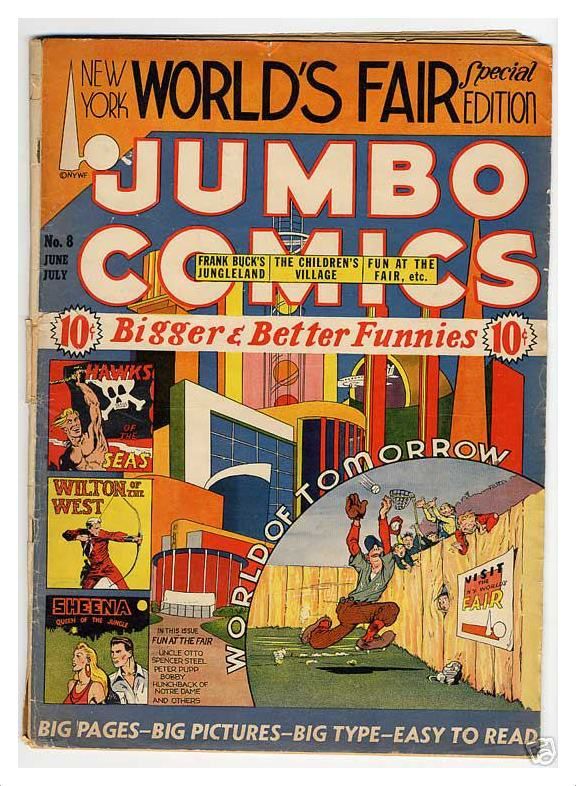 NEW YORK
WORLD'S FAIR
Special EDITION
©NYWF
JUMBO
No. 8
JUNE
JULY
COMICS
FRANK BUCK'S JUNGLELAND
THE CHILDREN'S VILLAGE
FUN AT THE FAIR, etc.
10¢
Bigger & Better Funnies
10¢
HAWKS
OF THE
SEAS
WILTON OF THE
WEST
SHEENA
QUEEN OF THE JUNGLE
WORLD OF TOMORROW
VISIT
THE
N.Y. WORLD'S
FAIR
IN THIS ISSUE
FUN AT THE FAIR
UNCLE OTTO
SPENCER STEEL
PETER PUPP
BOBBY
HUNCHBACK OF
NOTRE DAME
AND OTHERS
BIG PAGES–BIG PICTURES–BIG TYPE–EASY TO READ